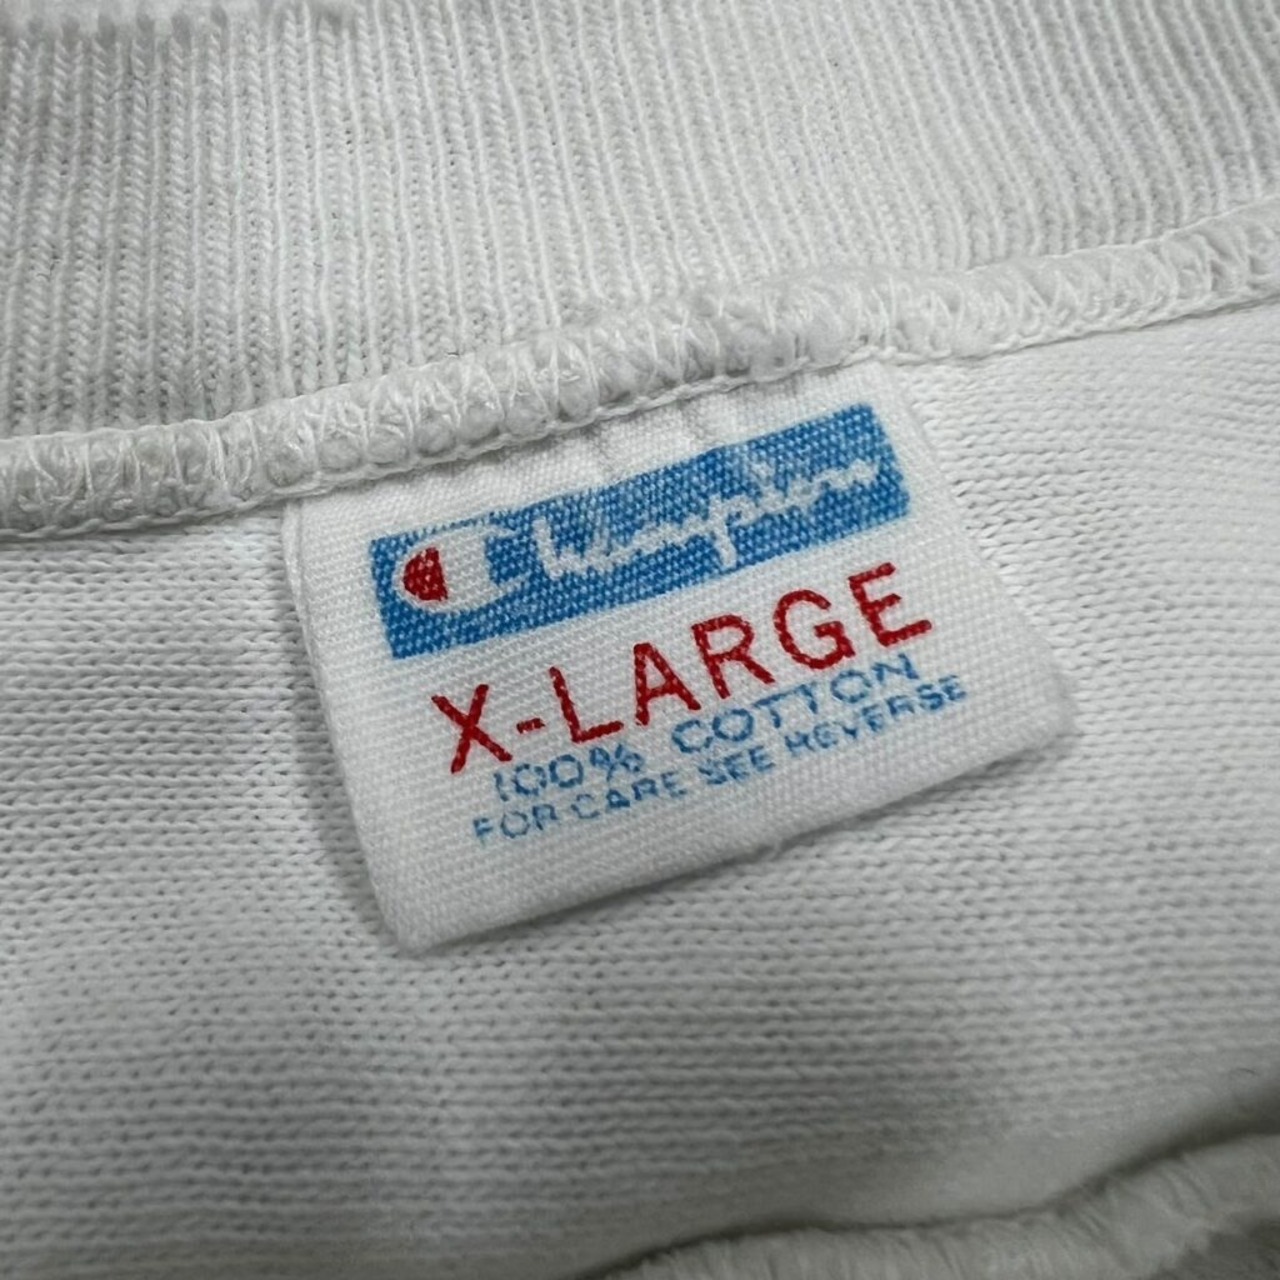 Champion
X-LARGE
100% COTTON
FOR CARE SEE REVERSE